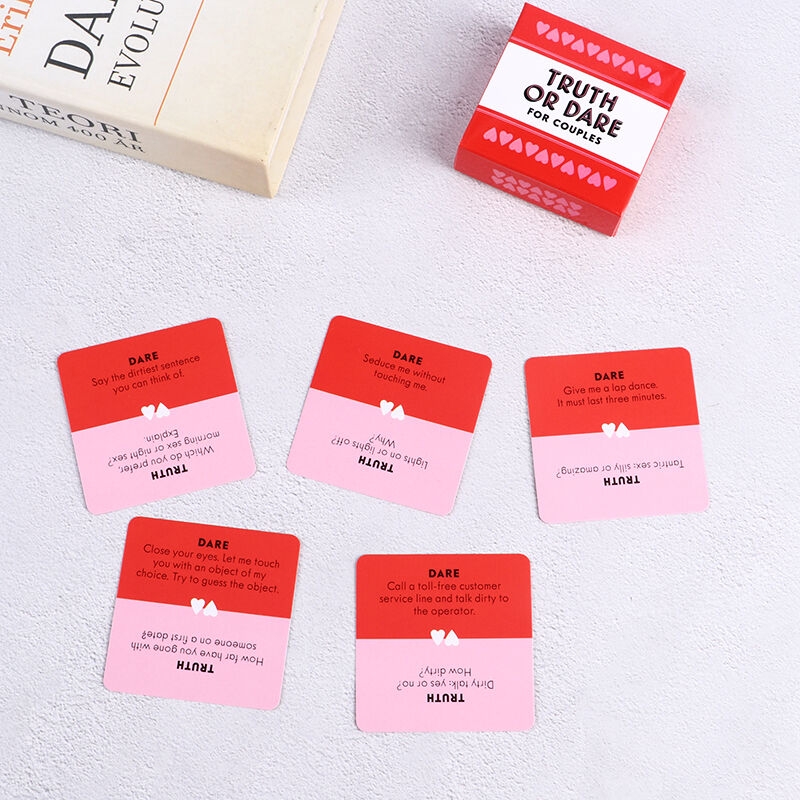 Erik
DAR
EVOLU
TEORI
NOM 400 ÅR
TRUTH
OR DARE
FOR COUPLES
DARE
Say the dirtiest sentence
you can think of.
TRUTH
Which do you prefer,
morning sex or night sex?
Explain.
DARE
Seduce me without
touching me.
TRUTH
Lights on or lights off?
Why?
DARE
Give me a lap dance.
It must last three minutes.
TRUTH
Tantric sex: silly or amazing?
DARE
Close your eyes. Let me touch
you with an object of my
choice. Try to guess the object.
TRUTH
How far have you gone with
someone on a first date?
DARE
Call a toll-free customer
service line and talk dirty to
the operator.
TRUTH
Dirty talk: yes or no?
How dirty?